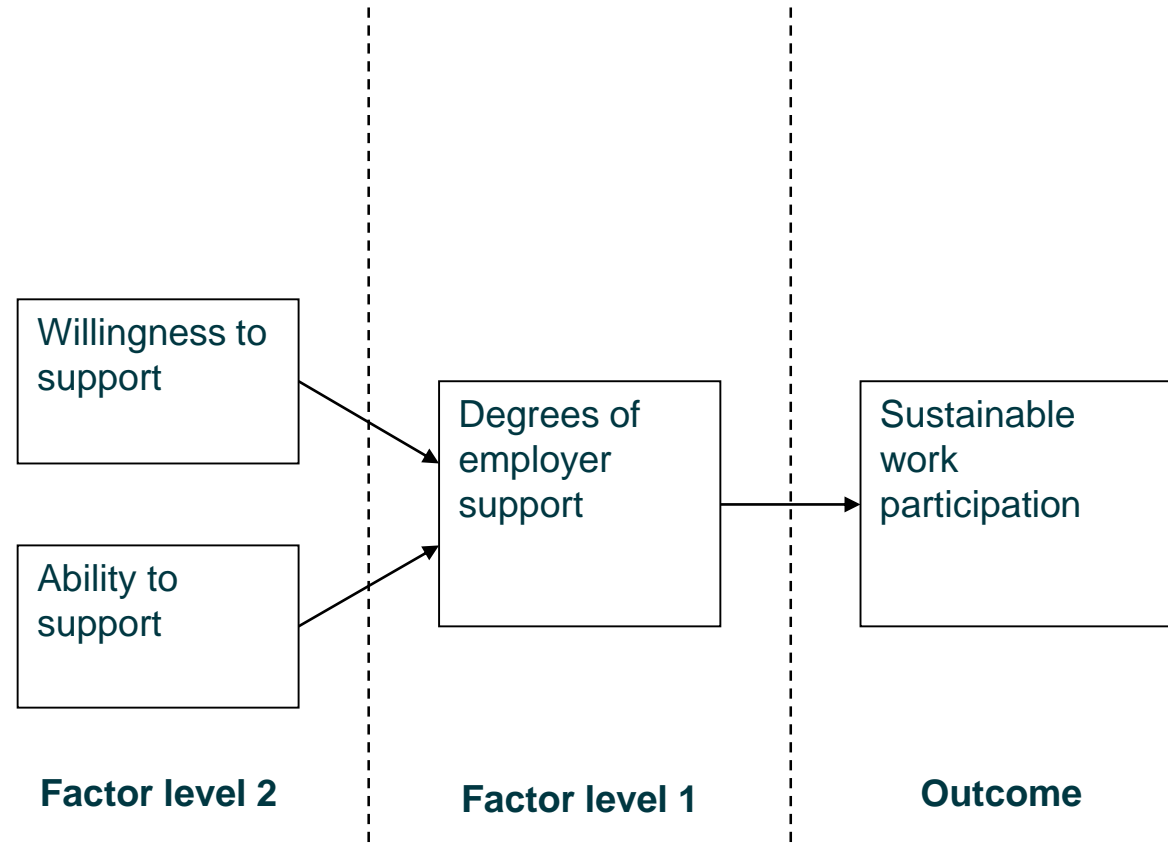 Willingness to
support
Ability to
support
Factor level 2
Degrees of
employer
support
Factor level 1
Sustainable
work
participation
Outcome